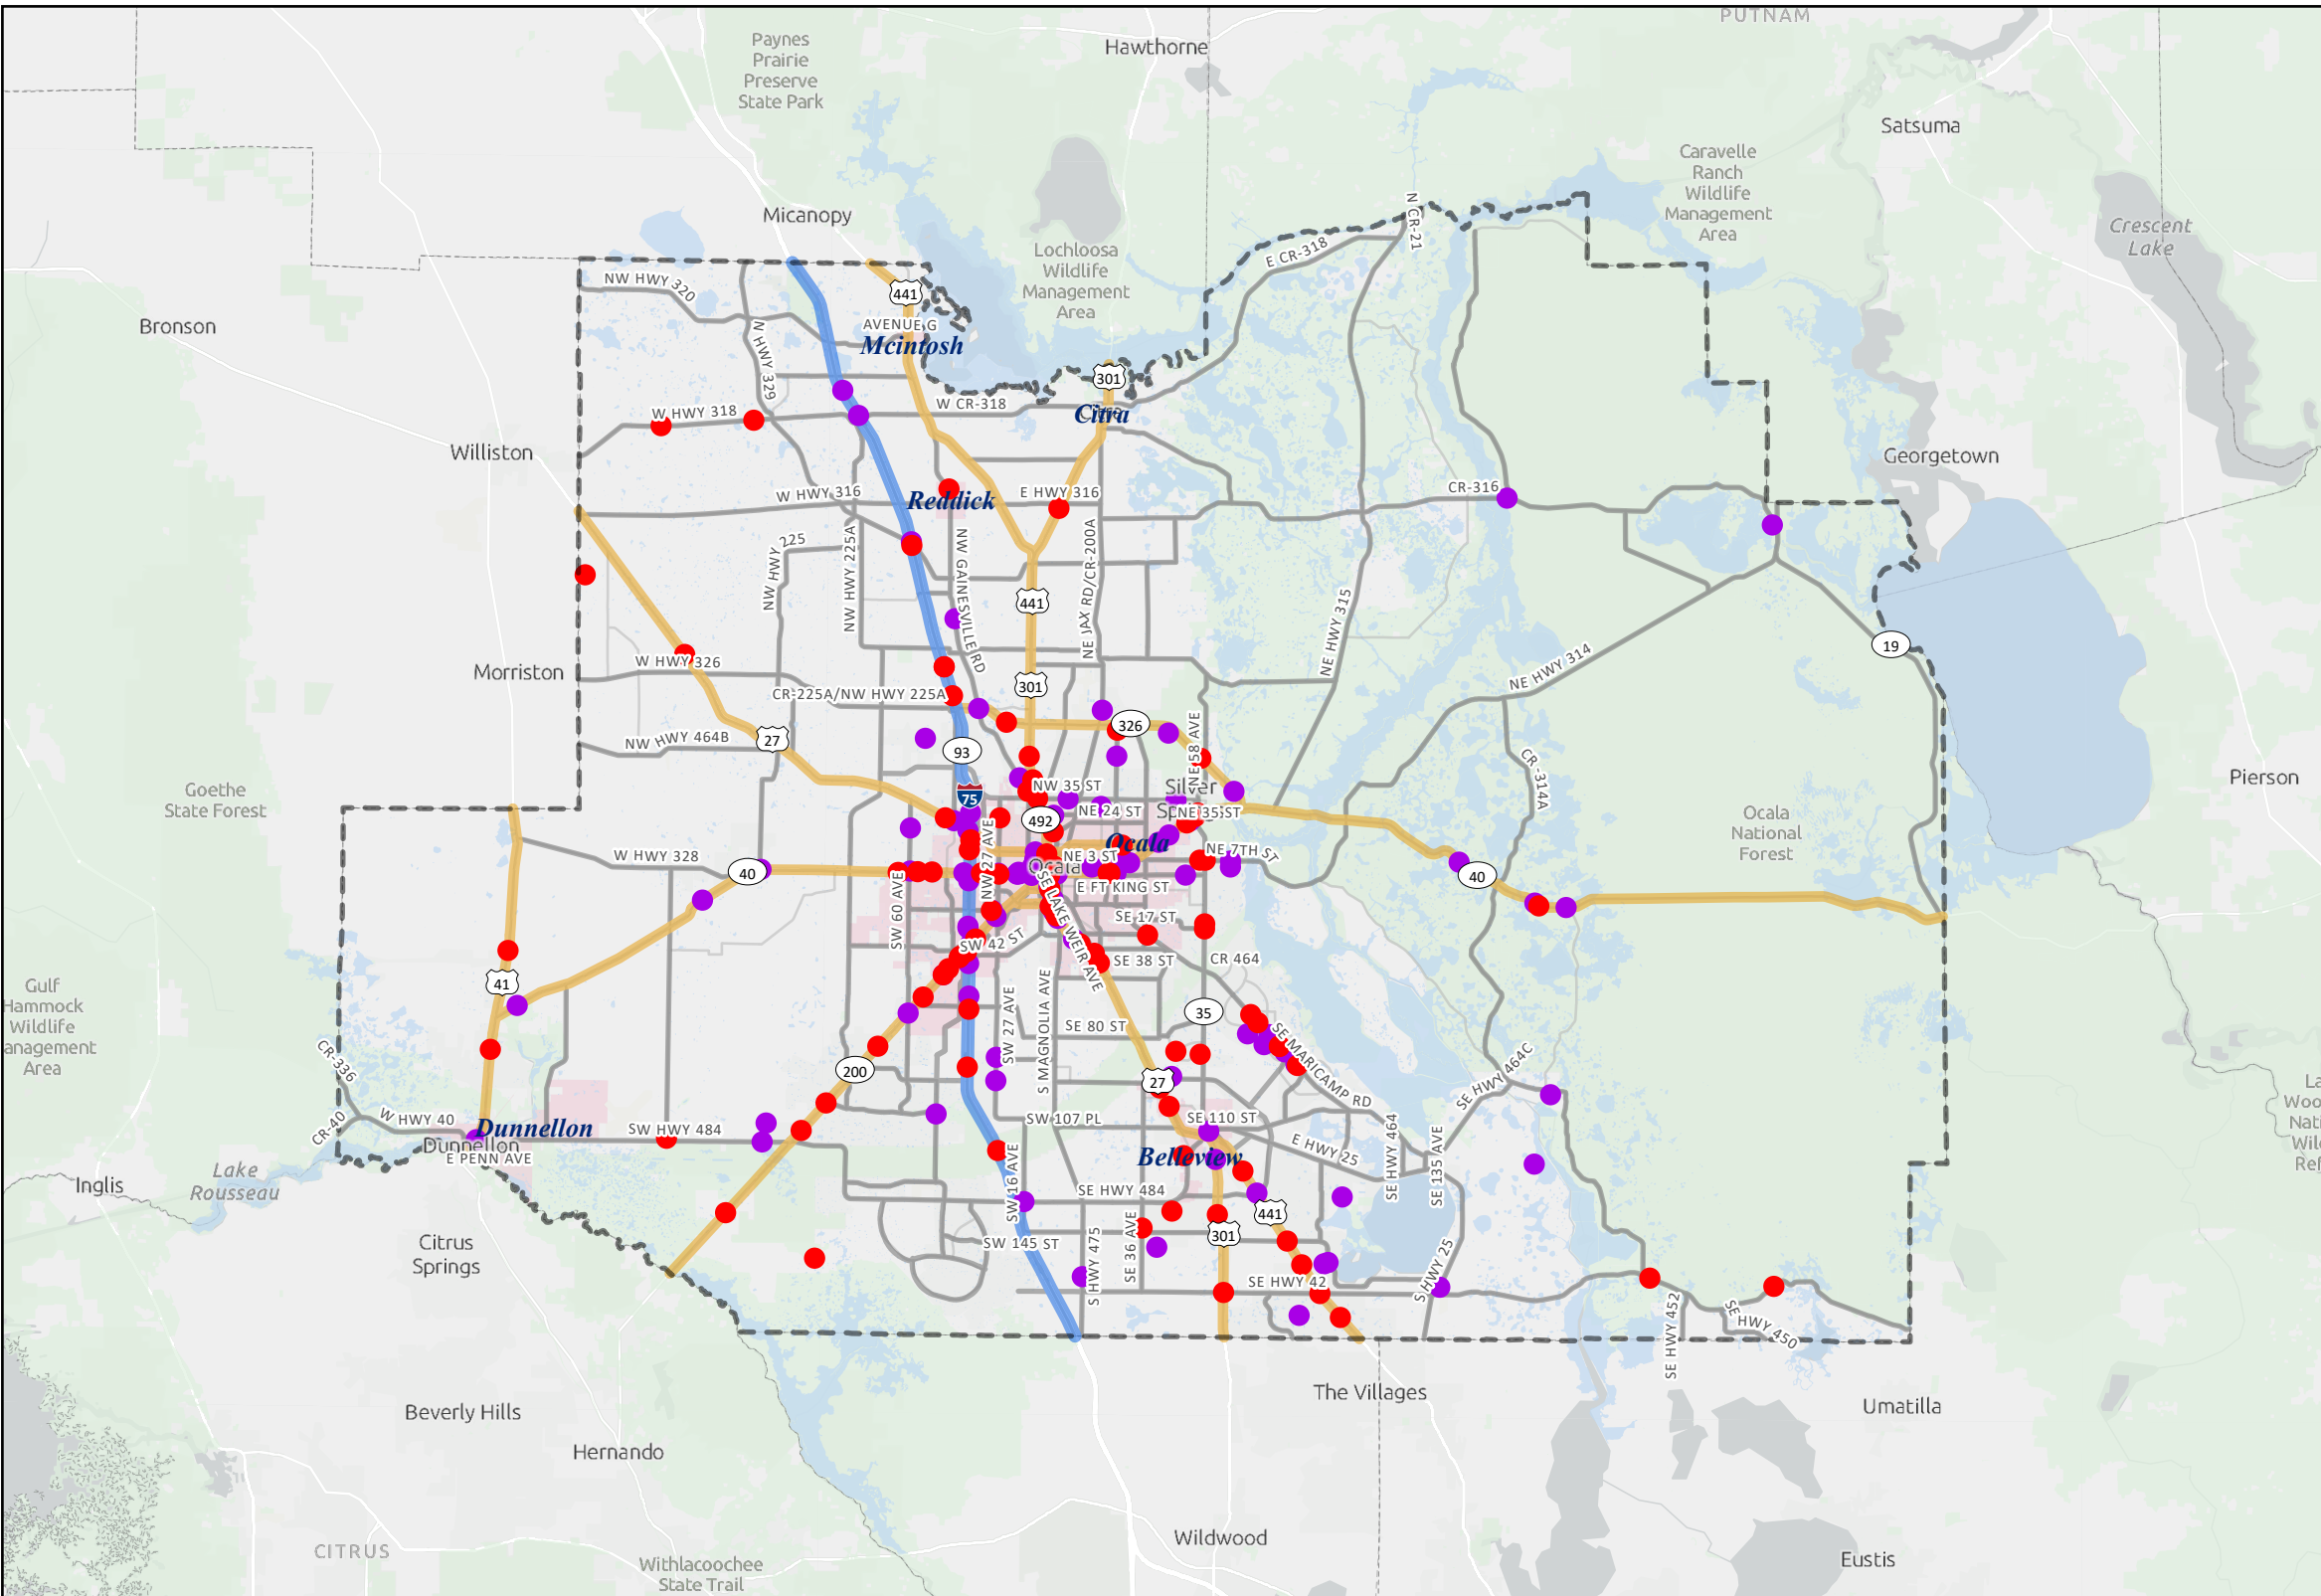 PUTNAM
Paynes
Prairie
Preserve
State Park
Hawthorne
Satsuma
Caravelle
Ranch
Wildlife
Management
Area
Micanopy
Lochloosa
Wildlife
Management
Area
N CR-21
E CR-318
Crescent
Lake
NW HWY 320
441
AVENUE G
Mcintosh
Bronson
N HWY 329
301
W CR-318
W HWY 318
Citra
Williston
Georgetown
W HWY 316
Reddick
E HWY 316
CR-316
NW HWY 225
NW HWY 225A
NW GAINESVILLE RD
NE JAX RD/CR-200A
441
NE HWY 315
19
Morriston
W HWY 326
NE HWY 314
CR-225A/NW HWY 225A
301
326
NE 58 AVE
NW HWY 464B
27
93
CR-314A
Pierson
75
NW 35 ST
Silver
Goethe
State Forest
NE 24 ST
NE 35 ST
492
Ocala
National
Forest
NW 27 AVE
Ocala
W HWY 328
NE 3 ST
NE 7TH ST
Ocala
40
40
E FT KING ST
SW 60 AVE
SE LAKE WEIR AVE
SE 17 ST
SW 42 ST
SE 38 ST
CR 464
41
Gulf
Hammock
Wildlife
anagement
Area
35
SW 27 AVE
S MAGNOLIA AVE
SE 80 ST
SE MARICAMP RD
CR-336
200
27
SE HWY 464C
CR-40
W HWY 40
Dunnellon
SW HWY 484
SW 107 PL
SE 110 ST
Dunnellon
E PENN AVE
E HWY 25
SE HWY 464
SE 135 AVE
Belleview
Inglis
Lake
Rousseau
SW 16 AVE
SE HWY 484
441
301
Citrus
Springs
SW 145 ST
S HWY 475
SE 36 AVE
S HWY 25
SE HWY 42
SE HWY 452
SE HWY 450
The Villages
Umatilla
Beverly Hills
Hernando
Wildwood
CITRUS
Withlacoochee
State Trail
Eustis